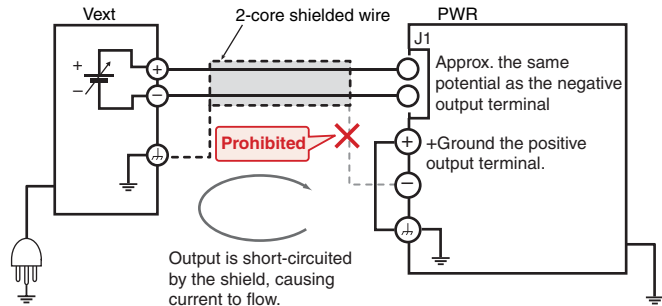 Vext
2-core shielded wire
PWR
J1
+
−
+
−
Approx. the same
potential as the negative
output terminal
Prohibited
+
−
+Ground the positive
output terminal.
Output is short-circuited
by the shield, causing
current to flow.